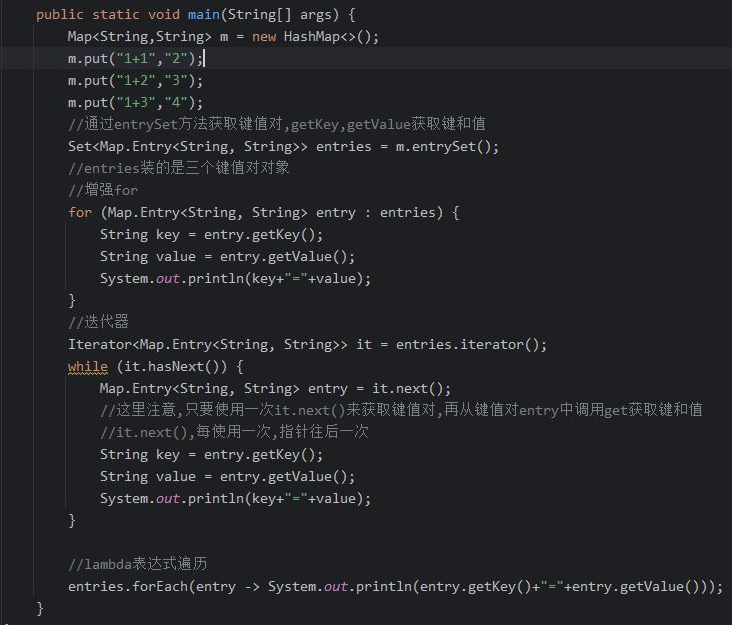 public static void main(String[] args) {
    Map<String,String> m = new HashMap<>();
    m.put("1+1","2");
    m.put("1+2","3");
    m.put("1+3","4");
    //通过entrySet方法获取键值对,getKey,getValue获取键和值
    Set<Map.Entry<String, String>> entries = m.entrySet();
    //entries装的是三个键值对对象
    //增强for
    for (Map.Entry<String, String> entry : entries) {
        String key = entry.getKey();
        String value = entry.getValue();
        System.out.println(key+"="+value);
    }
    //迭代器
    Iterator<Map.Entry<String, String>> it = entries.iterator();
    while (it.hasNext()) {
        Map.Entry<String, String> entry = it.next();
        //这里注意,只要使用一次it.next()来获取键值对,再从键值对entry中调用get获取键和值
        //it.next(),每使用一次,指针往后一次
        String key = entry.getKey();
        String value = entry.getValue();
        System.out.println(key+"="+value);
    }

    //lambda表达式遍历
    entries.forEach(entry -> System.out.println(entry.getKey()+"="+entry.getValue()));
}